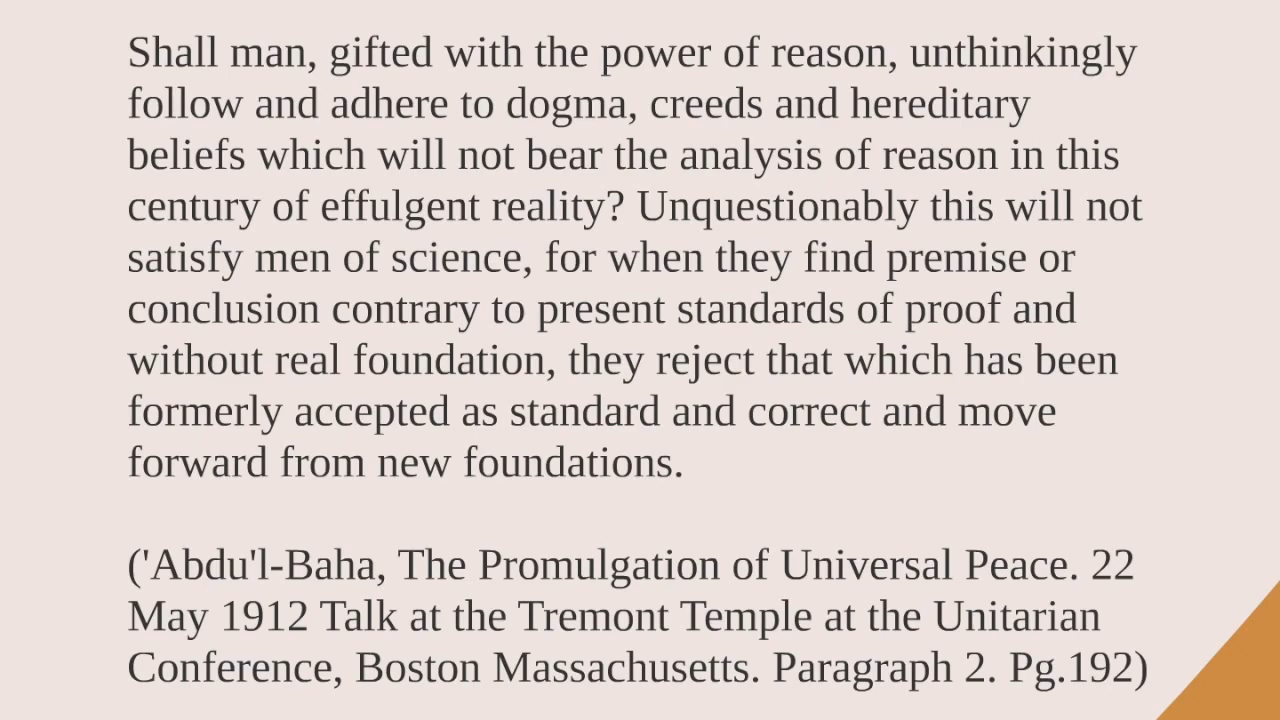 Shall man, gifted with the power of reason, unthinkingly
follow and adhere to dogma, creeds and hereditary
beliefs which will not bear the analysis of reason in this
century of effulgent reality? Unquestionably this will not
satisfy men of science, for when they find premise or
conclusion contrary to present standards of proof and
without real foundation, they reject that which has been
formerly accepted as standard and correct and move
forward from new foundations.

('Abdu'l-Baha, The Promulgation of Universal Peace. 22
May 1912 Talk at the Tremont Temple at the Unitarian
Conference, Boston Massachusetts. Paragraph 2. Pg.192)